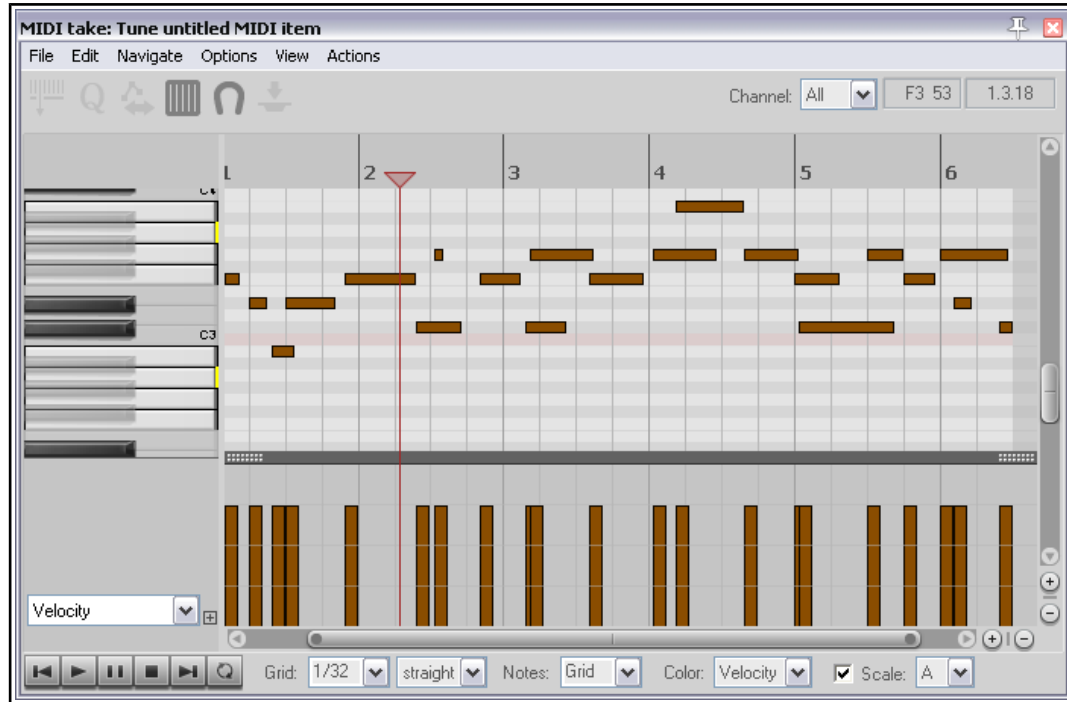 MIDI take: Tune untitled MIDI item
File Edit Navigate Options View Actions
Q Channel: All F3 53 1.3.18
1 2 3 4 5 6
C4
C3
Velocity
Grid: 1/32 straight Notes: Grid Color: Velocity Scale: A